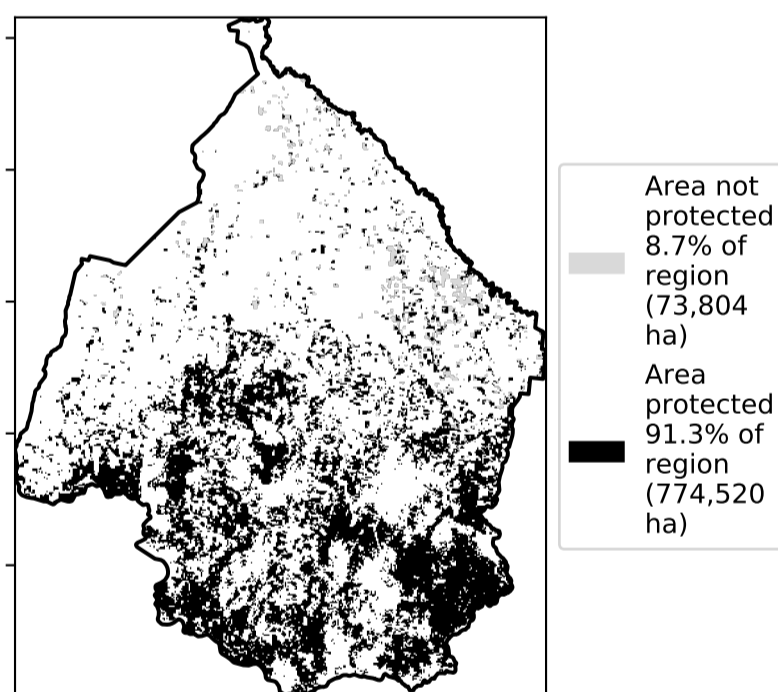 Area not
protected
8.7% of
region
(73,804
ha)
Area
protected
91.3% of
region
(774,520
ha)